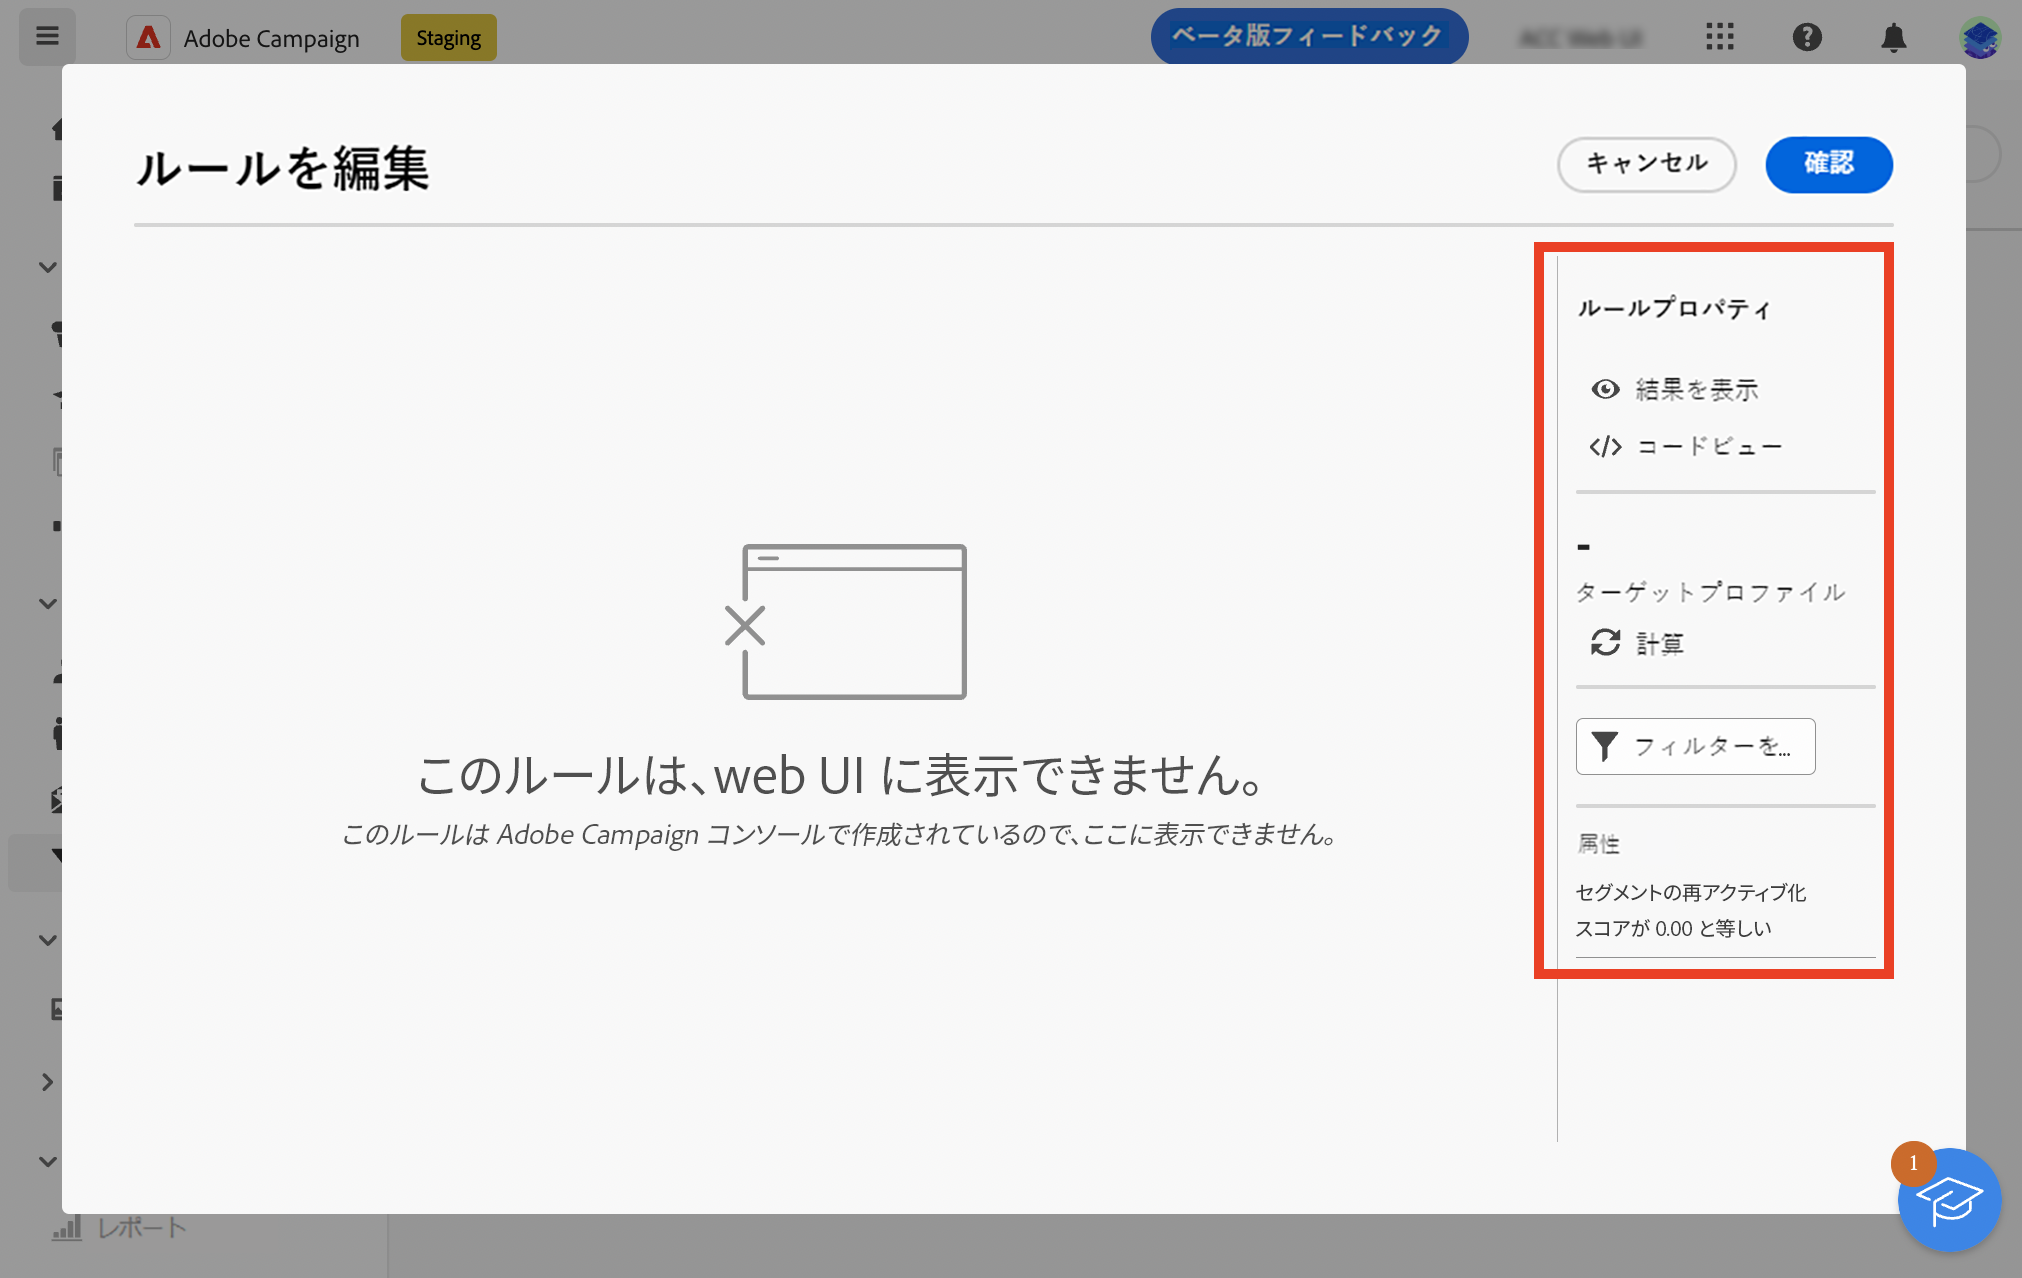 Adobe Campaign
Staging
ベータ版フィードバック
ルールを編集
キャンセル
確認
ルールプロパティ
結果を表示
コードビュー
-
ターゲットプロファイル
計算
フィルターを...
属性
セグメントの再アクティブ化
スコアが 0.00 と等しい
このルールは、web UI に表示できません。
このルールは Adobe Campaign コンソールで作成されているので、ここに表示できません。
1
レポート